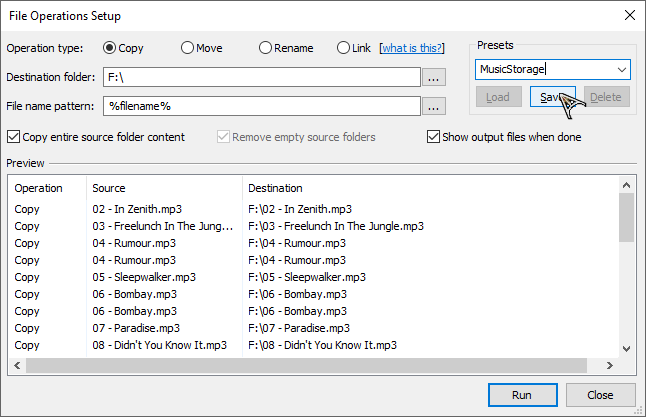 File Operations Setup
Operation type: Copy Move Rename Link [what is this?]
Presets
MusicStorage
Destination folder: F:\ ...
Load Save Delete
File name pattern: %filename% ...
Copy entire source folder content Remove empty source folders Show output files when done
Preview
Operation Source Destination
Copy 02 - In Zenith.mp3 F:\02 - In Zenith.mp3
Copy 03 - Freelunch In The Jung... F:\03 - Freelunch In The Jungle.mp3
Copy 04 - Rumour.mp3 F:\04 - Rumour.mp3
Copy 04 - Rumour.mp3 F:\04 - Rumour.mp3
Copy 05 - Sleepwalker.mp3 F:\05 - Sleepwalker.mp3
Copy 06 - Bombay.mp3 F:\06 - Bombay.mp3
Copy 06 - Bombay.mp3 F:\06 - Bombay.mp3
Copy 07 - Paradise.mp3 F:\07 - Paradise.mp3
Copy 08 - Didn't You Know It.mp3 F:\08 - Didn't You Know It.mp3
Run Close